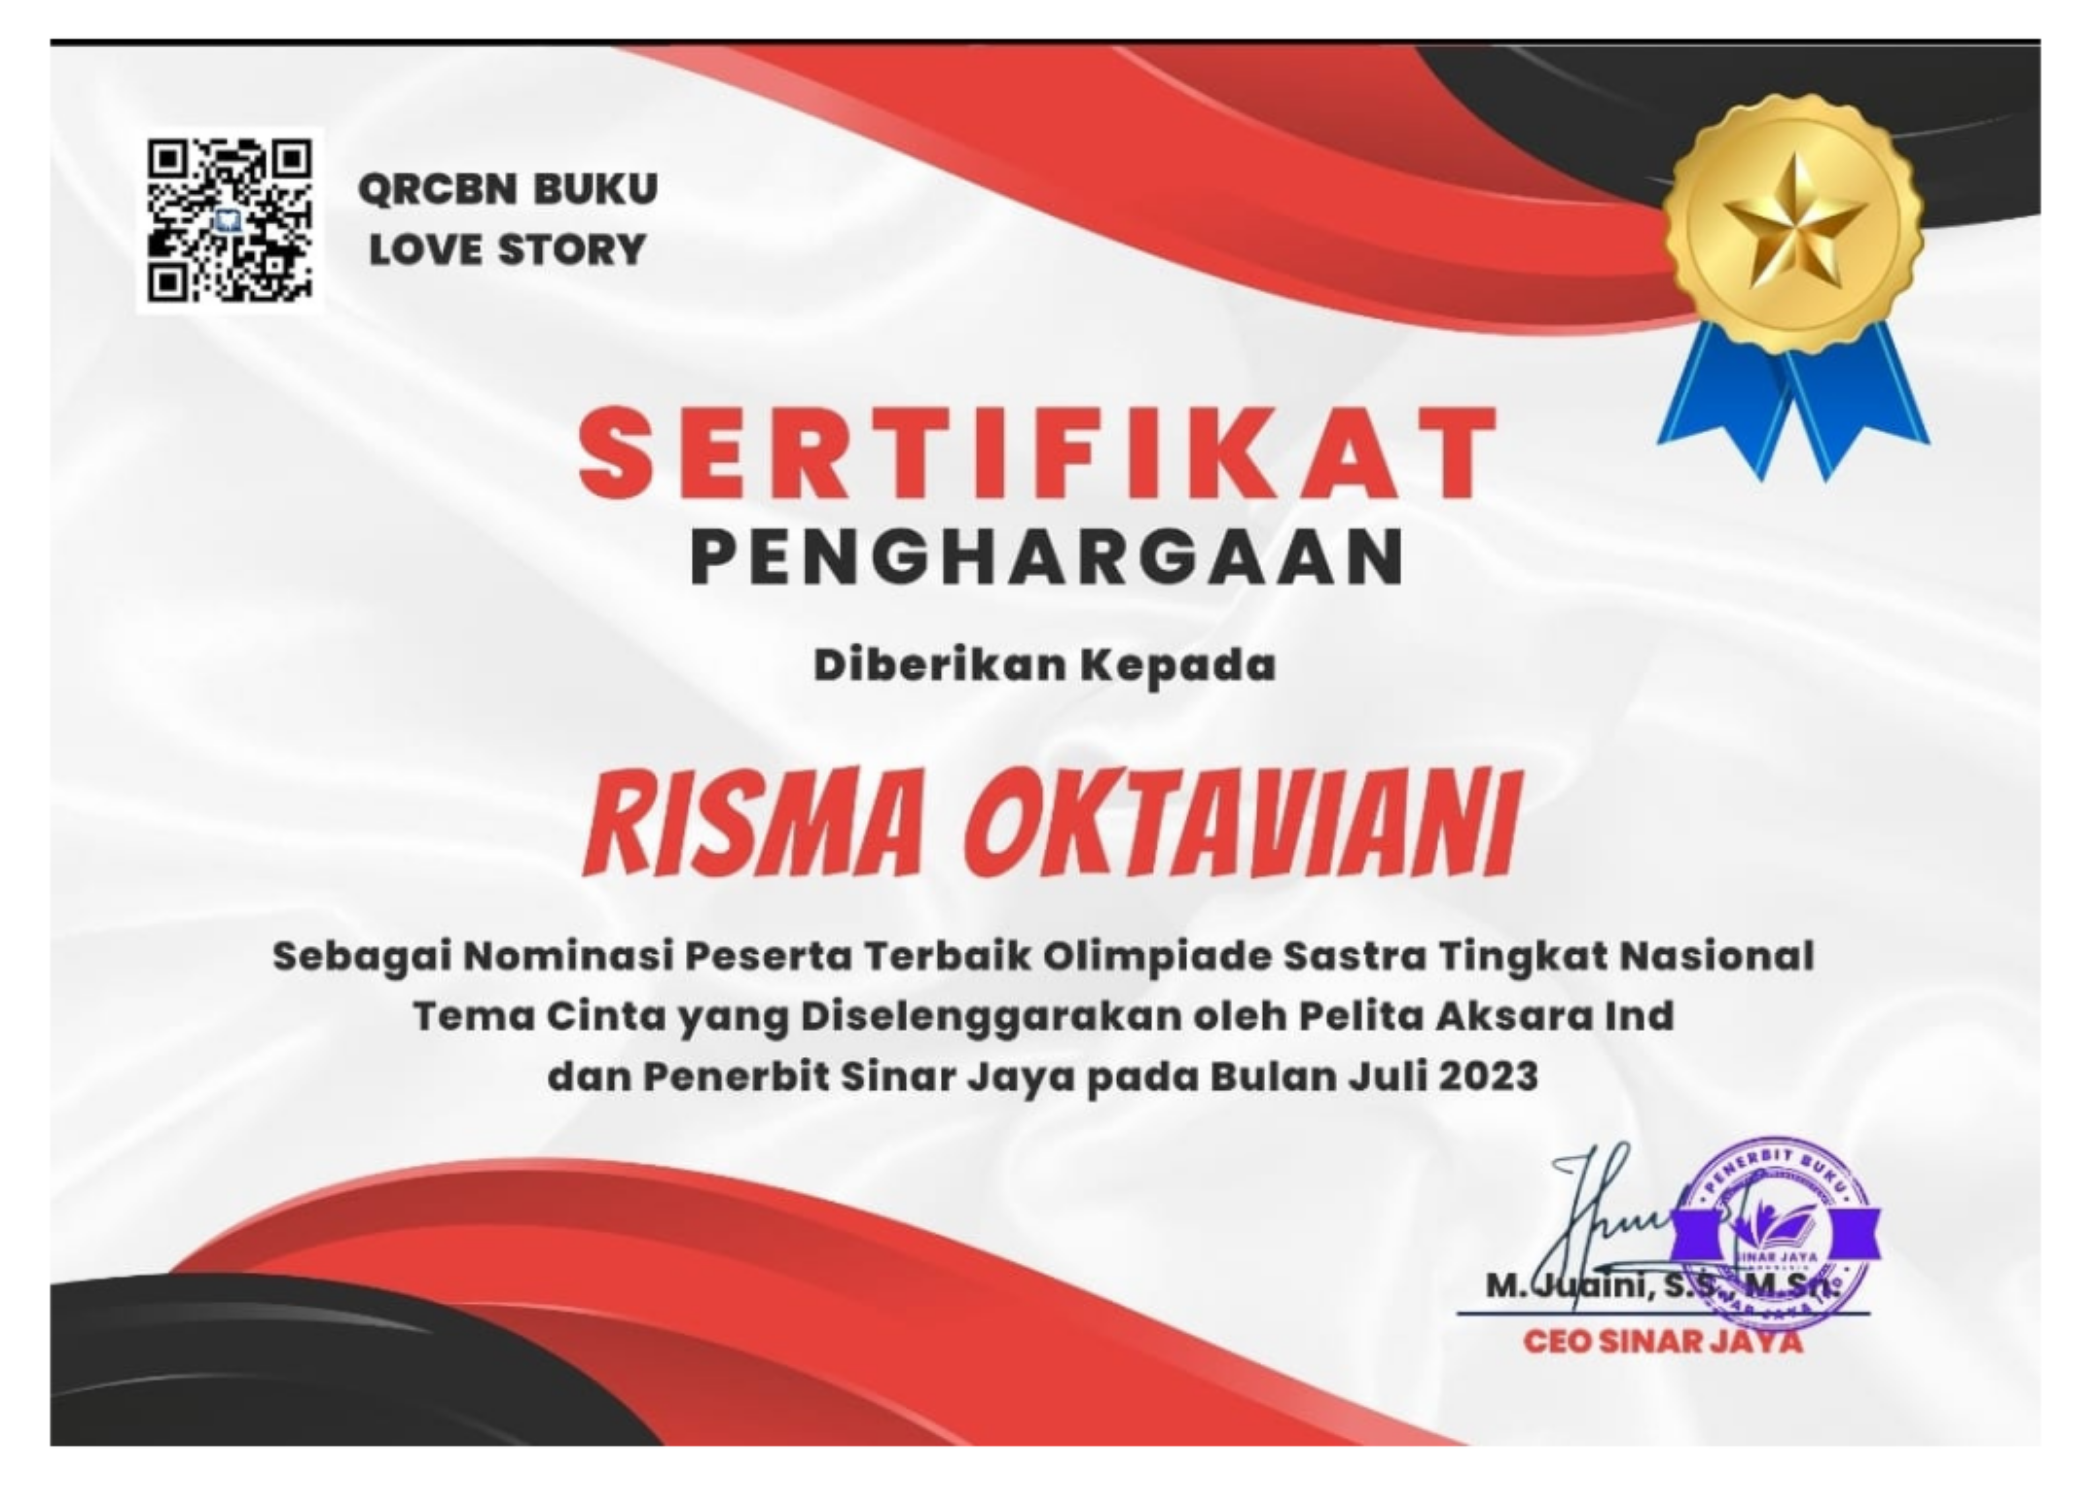 QRCBN BUKU
LOVE STORY
SERTIFIKAT
PENGHARGAAN
Diberikan Kepada
RISMA OKTAVIANI
Sebagai Nominasi Peserta Terbaik Olimpiade Sastra Tingkat Nasional
Tema Cinta yang Diselenggarakan oleh Pelita Aksara Ind
dan Penerbit Sinar Jaya pada Bulan Juli 2023
PENERBIT BUKU
SINAR JAYA
M. Juaini, S.S., M.Sn.
CEO SINAR JAYA